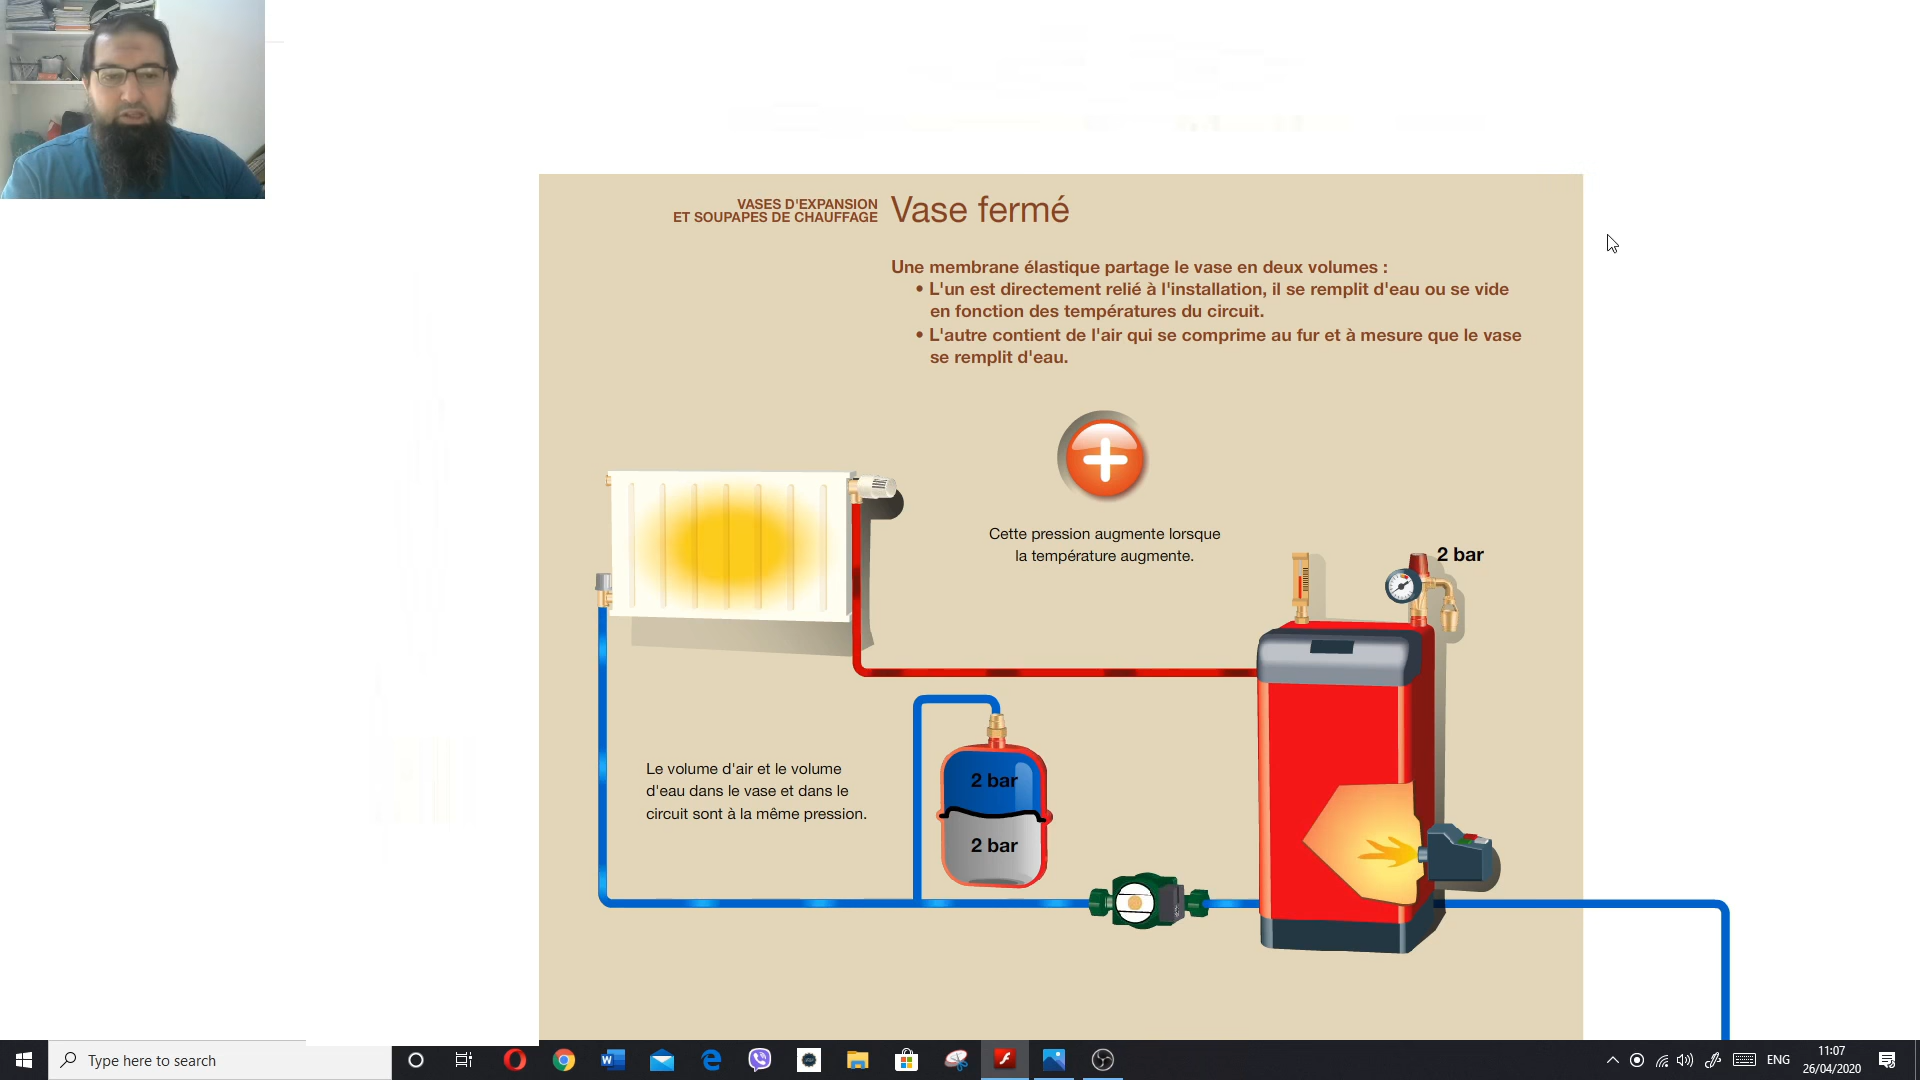 VASES D'EXPANSION
ET SOUPAPES DE CHAUFFAGE
Vase fermé
Une membrane élastique partage le vase en deux volumes :
• L'un est directement relié à l'installation, il se remplit d'eau ou se vide
en fonction des températures du circuit.
• L'autre contient de l'air qui se comprime au fur et à mesure que le vase
se remplit d'eau.
Cette pression augmente lorsque
la température augmente.
2 bar
Le volume d'air et le volume
d'eau dans le vase et dans le
circuit sont à la même pression.
2 bar
2 bar
Type here to search
ENG
11:07
26/04/2020